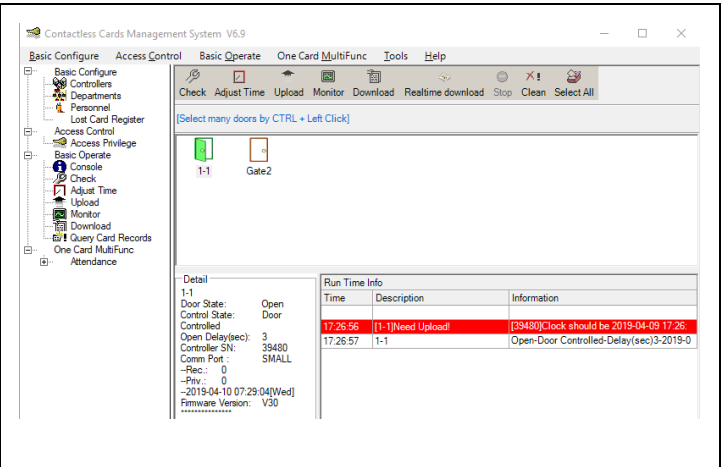 Contactless Cards Management System V6.9
Basic Configure Access Control Basic Operate One Card MultiFunc Tools Help
Basic Configure
Controllers
Departments
Personnel
Lost Card Register
Access Control
Access Privilege
Basic Operate
Console
Check
Adjust Time
Upload
Monitor
Download
Query Card Records
One Card MultiFunc
Attendance
Check Adjust Time Upload Monitor Download Realtime download Stop Clean Select All
[Select many doors by CTRL + Left Click]
1-1 Gate2
Detail
1-1
Door State: Open
Control State: Door
Controlled
Open Delay(sec): 3
Controller SN: 39480
Comm Port : SMALL
--Rec.: 0
--Priv.: 0
--2019-04-10 07:29:04[Wed]
Firmware Version: V30
***************
Run Time Info
Time Description Information
17:26:56 [1-1]Need Upload! [39480]Clock should be 2019-04-09 17:26:
17:26:57 1-1 Open-Door Controlled-Delay(sec)3-2019-0